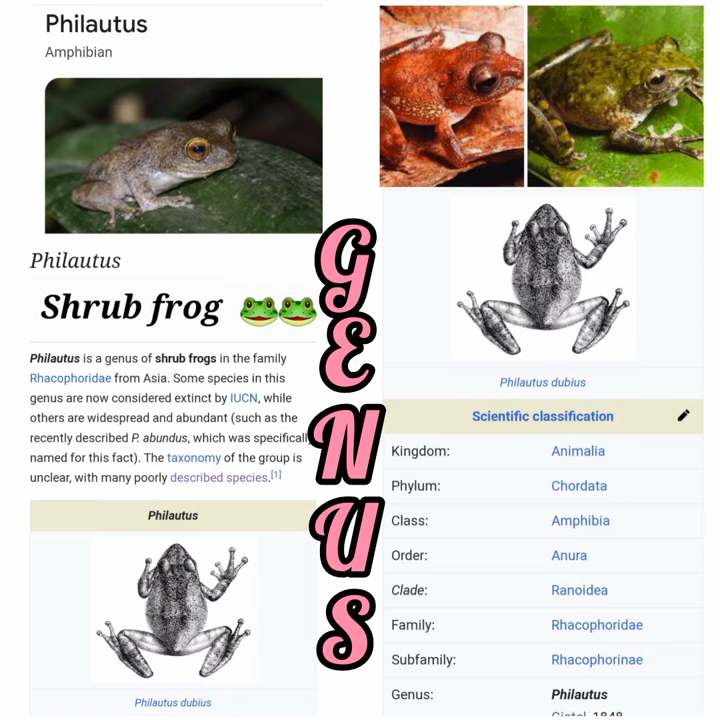 Philautus
Amphibian
Philautus
Shrub frog
Philautus is a genus of shrub frogs in the family
Rhacophoridae from Asia. Some species in this
genus are now considered extinct by IUCN, while
others are widespread and abundant (such as the
recently described P. abundus, which was specifically
named for this fact). The taxonomy of the group is
unclear, with many poorly described species.[1]
Philautus
Philautus dubius
GENUS
Philautus dubius
Scientific classification
Kingdom: Animalia
Phylum: Chordata
Class: Amphibia
Order: Anura
Clade: Ranoidea
Family: Rhacophoridae
Subfamily: Rhacophorinae
Genus: Philautus
Gistel, 1848